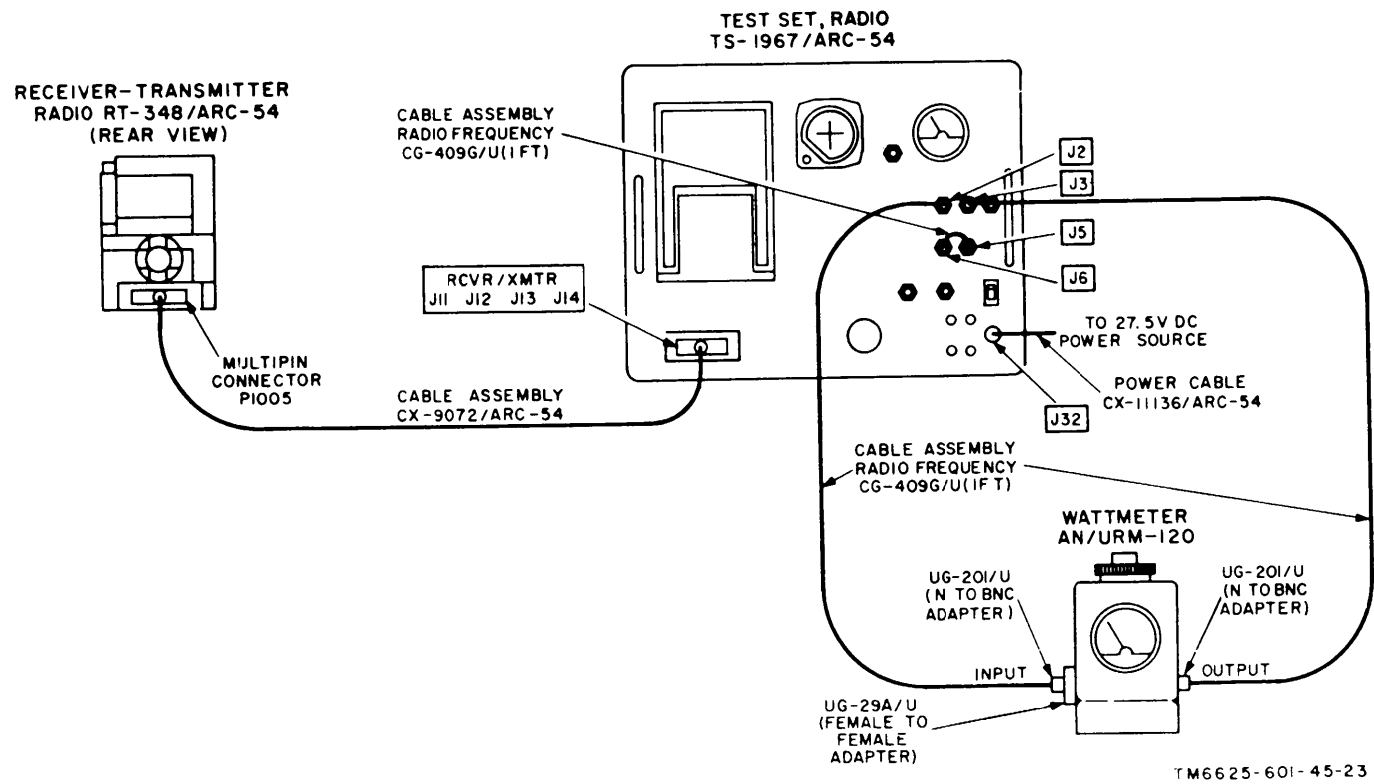 TEST SET, RADIO
TS-1967/ARC-54
RECEIVER-TRANSMITTER
RADIO RT-348/ARC-54
(REAR VIEW)
CABLE ASSEMBLY
RADIO FREQUENCY
CG-409G/U(1 FT)
J2
J3
J5
J6
RCVR/XMTR
J11 J12 J13 J14
TO 27.5V DC
POWER SOURCE
MULTIPIN
CONNECTOR
P1005
CABLE ASSEMBLY
CX-9072/ARC-54
POWER CABLE
CX-11136/ARC-54
J32
CABLE ASSEMBLY
RADIO FREQUENCY
CG-409G/U(1FT)
WATTMETER
AN/URM-120
UG-201/U
(N TO BNC
ADAPTER)
UG-201/U
(N TO BNC
ADAPTER)
INPUT
OUTPUT
UG-29A/U
(FEMALE TO
FEMALE
ADAPTER)
TM6625-601-45-23